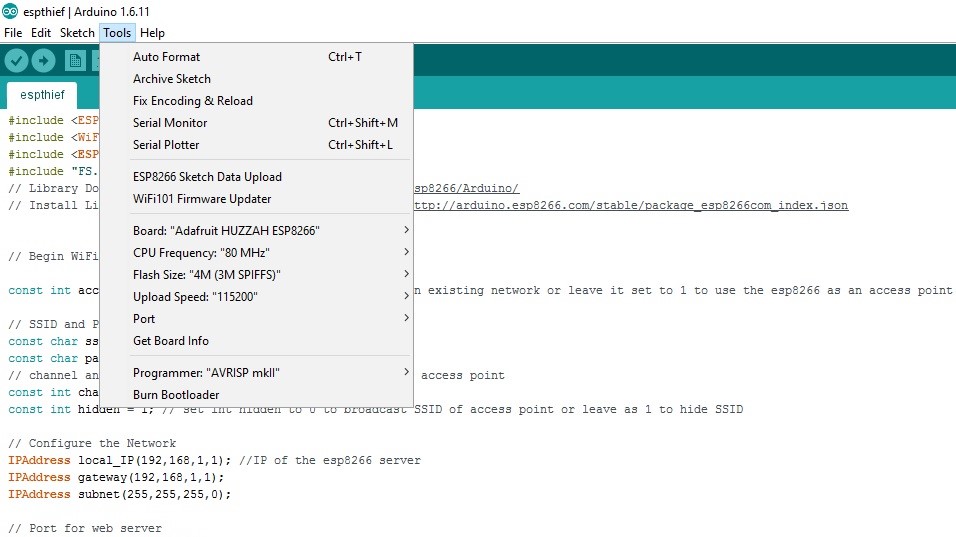 espthief | Arduino 1.6.11
File Edit Sketch Tools Help
espthief
Auto Format Ctrl+T
Archive Sketch
Fix Encoding & Reload
Serial Monitor Ctrl+Shift+M
Serial Plotter Ctrl+Shift+L
ESP8266 Sketch Data Upload
WiFi101 Firmware Updater
Board: "Adafruit HUZZAH ESP8266"
CPU Frequency: "80 MHz"
Flash Size: "4M (3M SPIFFS)"
Upload Speed: "115200"
Port
Get Board Info
Programmer: "AVRISP mkII"
Burn Bootloader
#include <ESP
#include <WiF
#include <ESP
#include "FS.
// Library Do sp8266/Arduino/
// Install Li ttp://arduino.esp8266.com/stable/package_esp8266com_index.json
// Begin WiFi
const int acc n existing network or leave it set to 1 to use the esp8266 as an access point
// SSID and P
const char ss
const char pa
// channel an access point
const int cha
const int hidden = 1; // set int hidden to 0 to broadcast SSID of access point or leave as 1 to hide SSID
// Configure the Network
IPAddress local_IP(192,168,1,1); //IP of the esp8266 server
IPAddress gateway(192,168,1,1);
IPAddress subnet(255,255,255,0);
// Port for web server